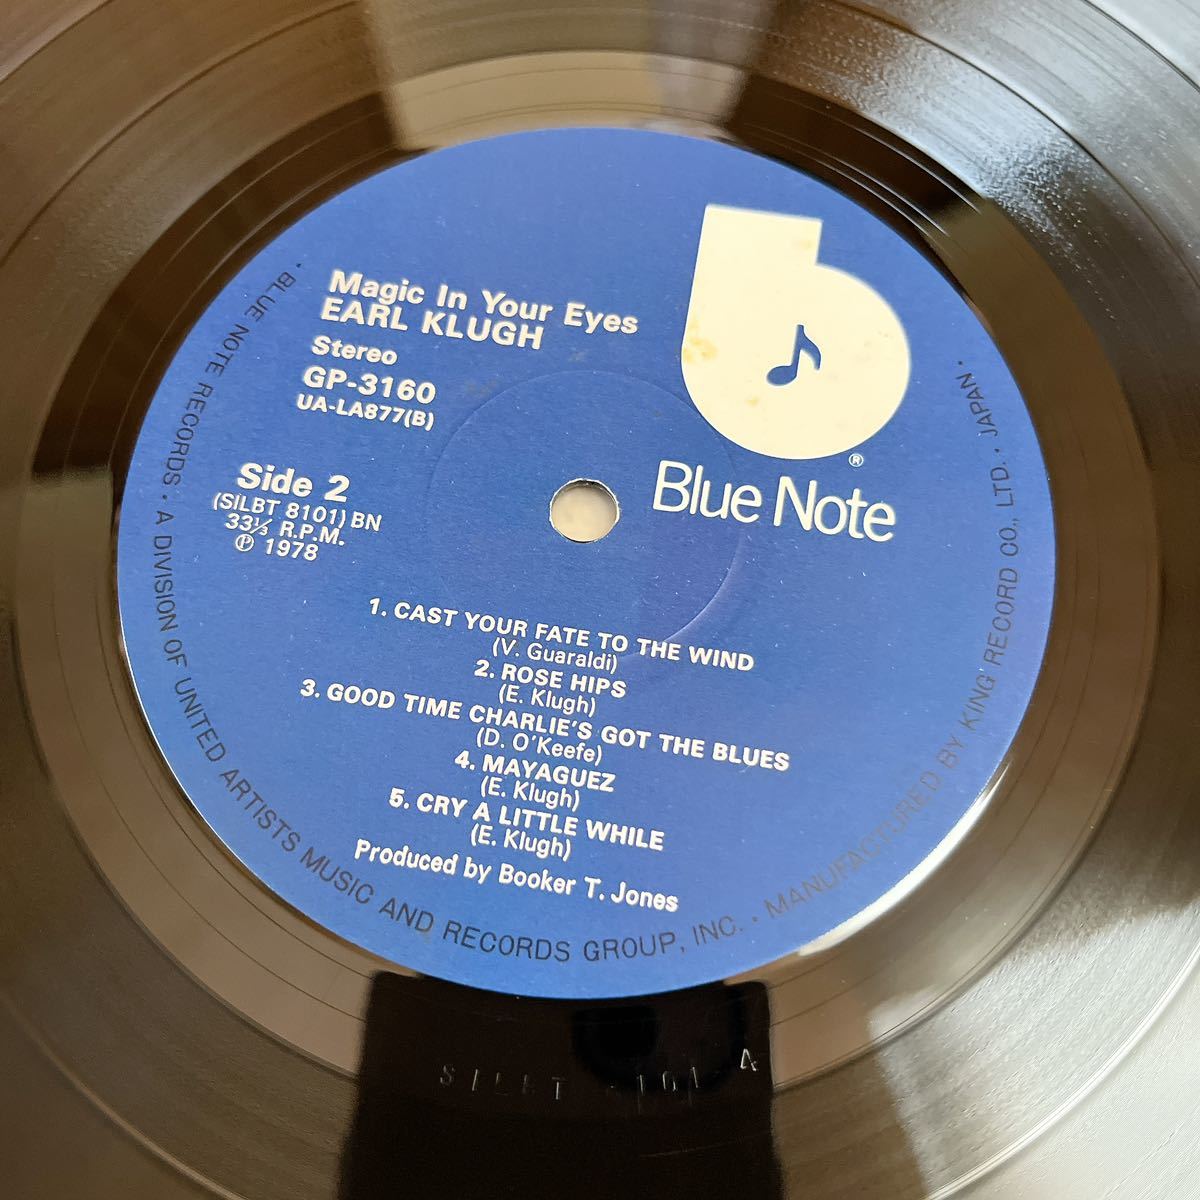 Magic In Your Eyes
EARL KLUGH
Stereo
GP-3160
UA-LA877(B)
Side 2
(SILBT 8101) BN
33⅓ R.P.M.
℗ 1978
®
Blue Note
1. CAST YOUR FATE TO THE WIND
(V. Guaraldi)
2. ROSE HIPS
(E. Klugh)
3. GOOD TIME CHARLIE'S GOT THE BLUES
(D. O'Keefe)
4. MAYAGUEZ
(E. Klugh)
5. CRY A LITTLE WHILE
(E. Klugh)
Produced by Booker T. Jones
• BLUE NOTE RECORDS • A DIVISION OF UNITED ARTISTS MUSIC AND RECORDS GROUP, INC. • MANUFACTURED BY KING RECORD CO., LTD. • JAPAN •